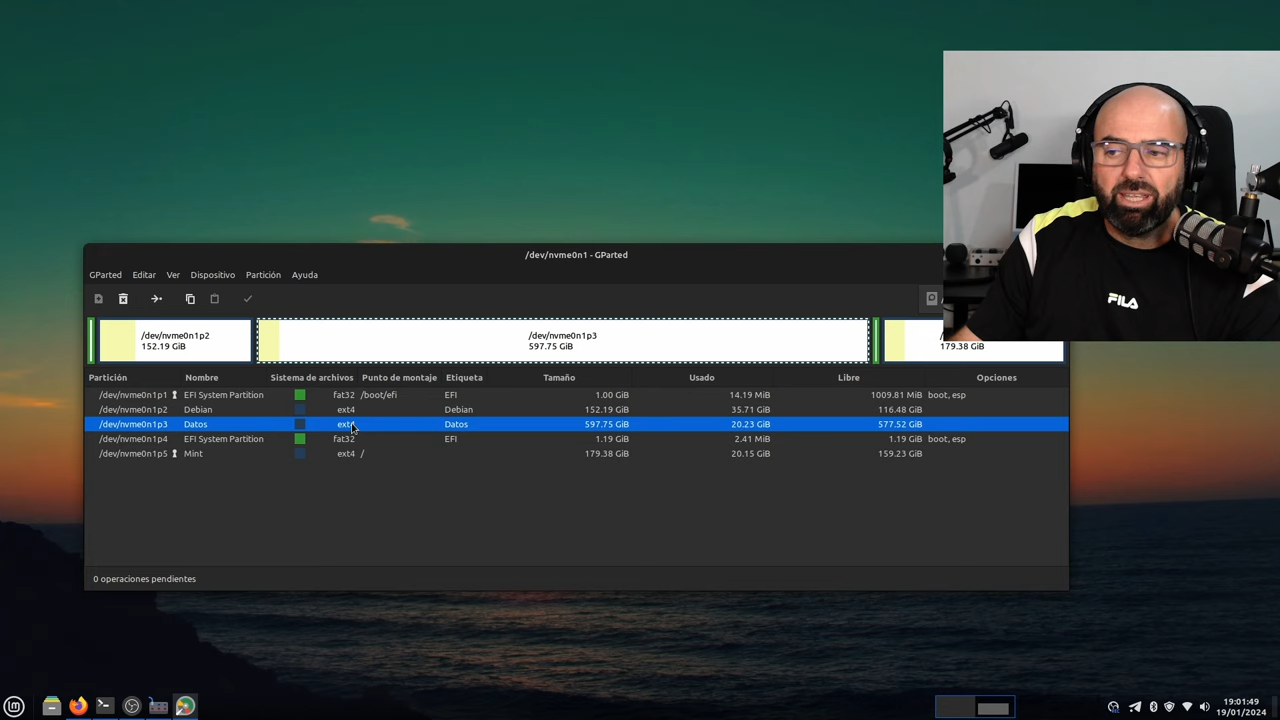 /dev/nvme0n1 - GParted
GParted Editar Ver Dispositivo Partición Ayuda
/dev/nvme0n1p2
152.19 GiB
/dev/nvme0n1p3
597.75 GiB
179.38 GiB
Partición Nombre Sistema de archivos Punto de montaje Etiqueta Tamaño Usado Libre Opciones
/dev/nvme0n1p1 EFI System Partition fat32 /boot/efi EFI 1.00 GiB 14.19 MiB 1009.81 MiB boot, esp
/dev/nvme0n1p2 Debian ext4 Debian 152.19 GiB 35.71 GiB 116.48 GiB
/dev/nvme0n1p3 Datos ext4 Datos 597.75 GiB 20.23 GiB 577.52 GiB
/dev/nvme0n1p4 EFI System Partition fat32 EFI 1.19 GiB 2.41 MiB 1.19 GiB boot, esp
/dev/nvme0n1p5 Mint ext4 / 179.38 GiB 20.15 GiB 159.23 GiB
0 operaciones pendientes
FILA
19:01:49
19/01/2024